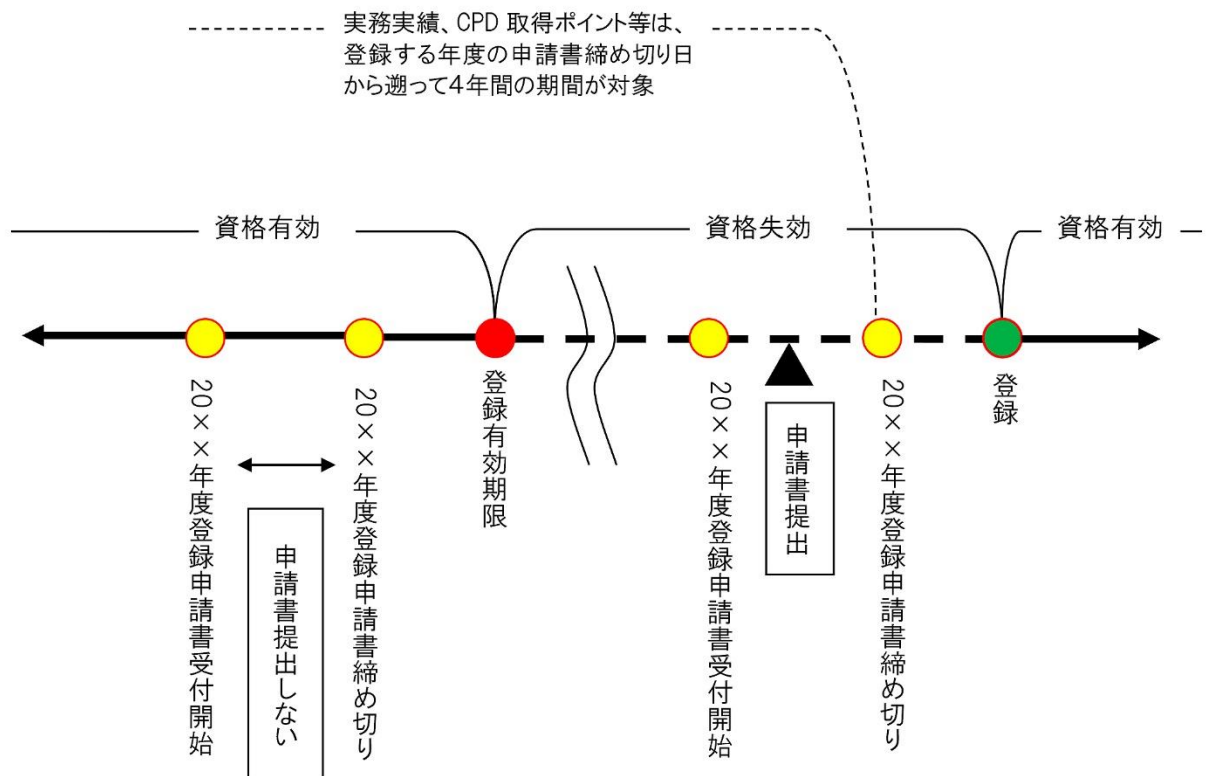 実務実績、CPD 取得ポイント等は、
登録する年度の申請書締め切り日
から遡って４年間の期間が対象
資格有効
資格失効
資格有効
20××年度登録申請書受付開始
申請書提出しない
20××年度登録申請書締め切り
登録有効期限
20××年度登録申請書受付開始
申請書提出
20××年度登録申請書締め切り
登録